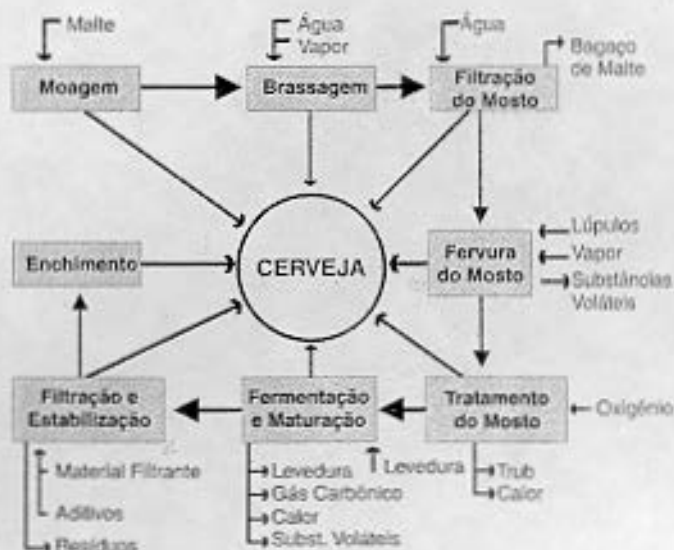 Malte
Água
Vapor
Água
Bagaço
de Malte
Moagem
Brassagem
Filtração
do Mosto
Lúpulos
Vapor
Substâncias
Voláteis
Enchimento
CERVEJA
Fervura
do Mosto
Filtração e
Estabilização
Fermentação
e Maturação
Tratamento
do Mosto
Oxigênio
Material Filtrante
Aditivos
Resíduos
Levedura
Gás Carbônico
Calor
Subst. Voláteis
Levedura
Trub
Calor